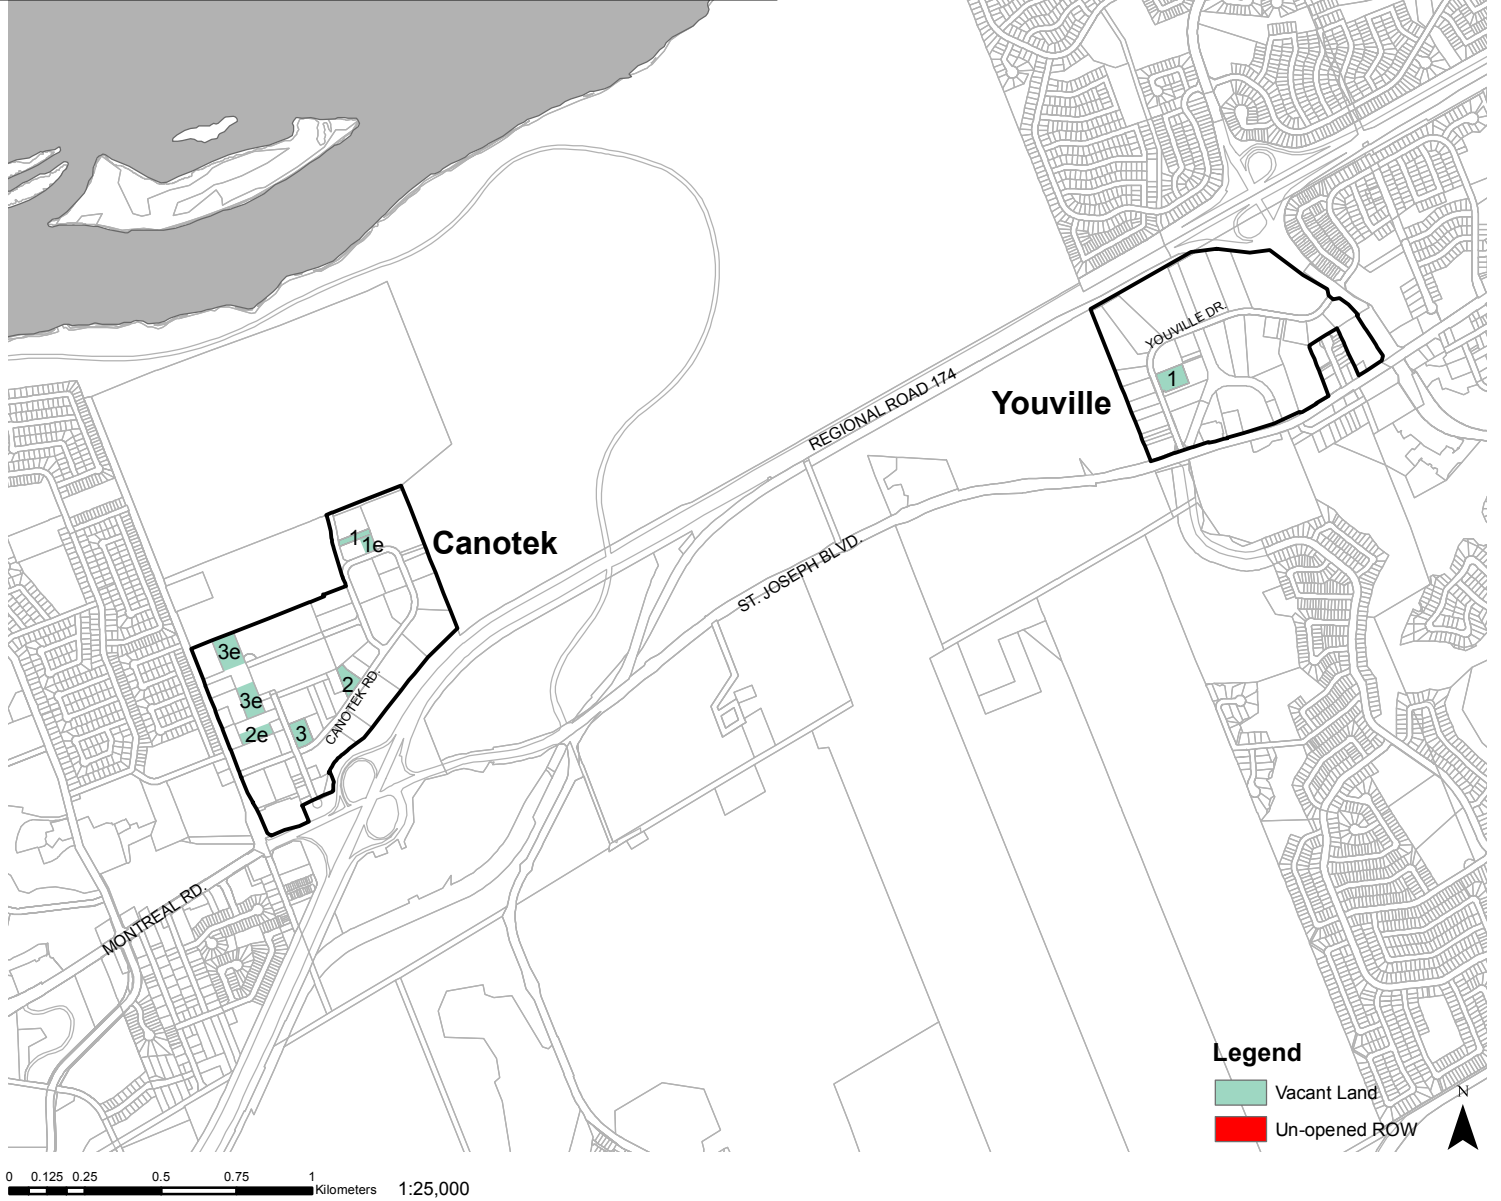 YOUVILLE DR.
1
Youville
REGIONAL ROAD 174
1
1e
Canotek
ST. JOSEPH BLVD.
3e
2
3e
CANOTEK RD.
2e
3
MONTREAL RD.
Legend
Vacant Land
Un-opened ROW
N
0 0.125 0.25 0.5 0.75 1
Kilometers
1:25,000